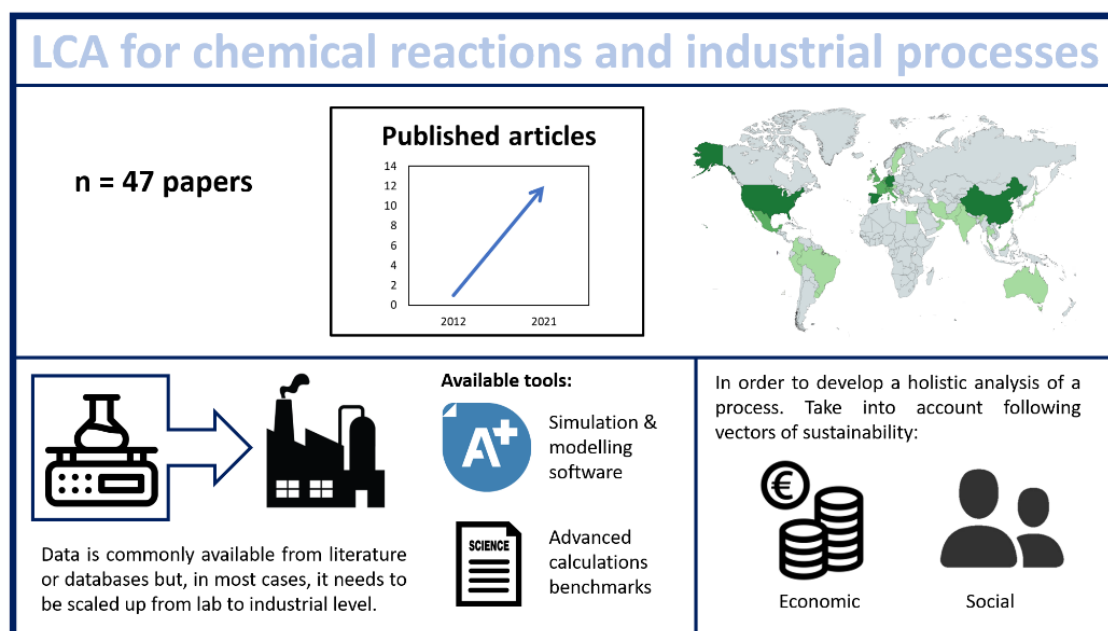 LCA for chemical reactions and industrial processes
n = 47 papers
Published articles
14
12
10
8
6
4
2
0
2012
2021
Available tools:
A+
Simulation &
modelling
software
SCIENCE
Advanced
calculations
benchmarks
Data is commonly available from literature
or databases but, in most cases, it needs to
be scaled up from lab to industrial level.
In order to develop a holistic analysis of a
process. Take into account following
vectors of sustainability:
€
Economic
Social